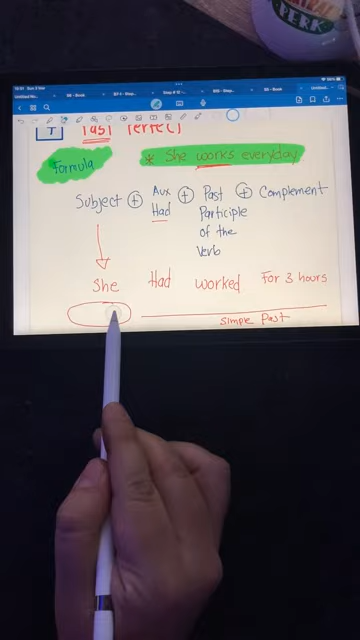 PERK
Past Perfect
Formula
* She works everyday
Subject + Aux Had + Past Participle of the Verb + Complement
She Had worked For 3 hours
simple Past